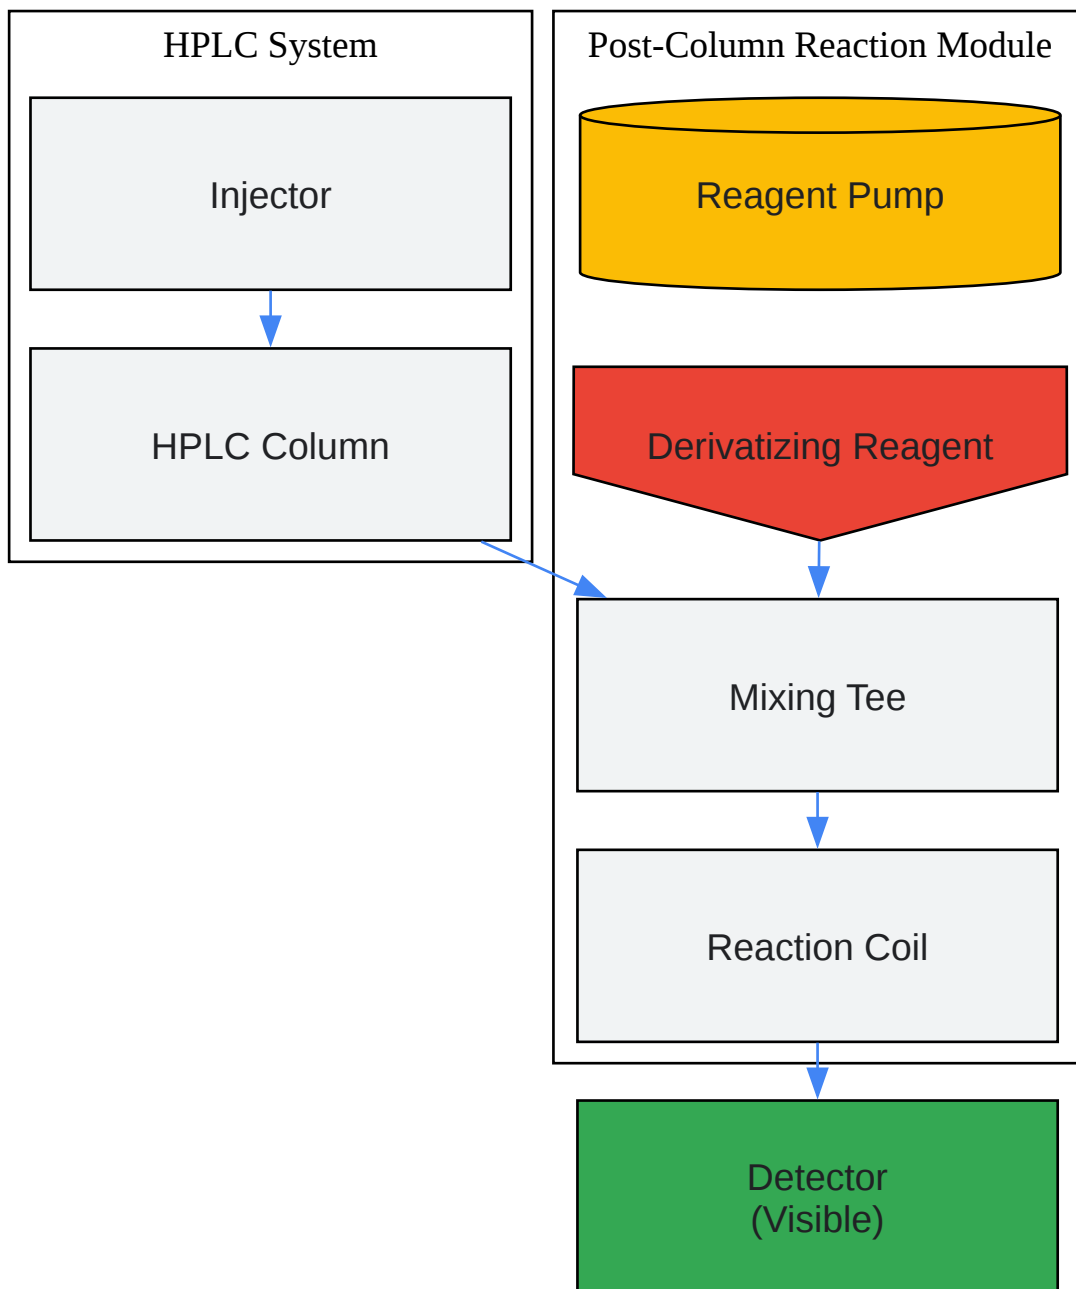 HPLC System
Injector
HPLC Column
Post-Column Reaction Module
Reagent Pump
Derivatizing Reagent
Mixing Tee
Reaction Coil
Detector
(Visible)